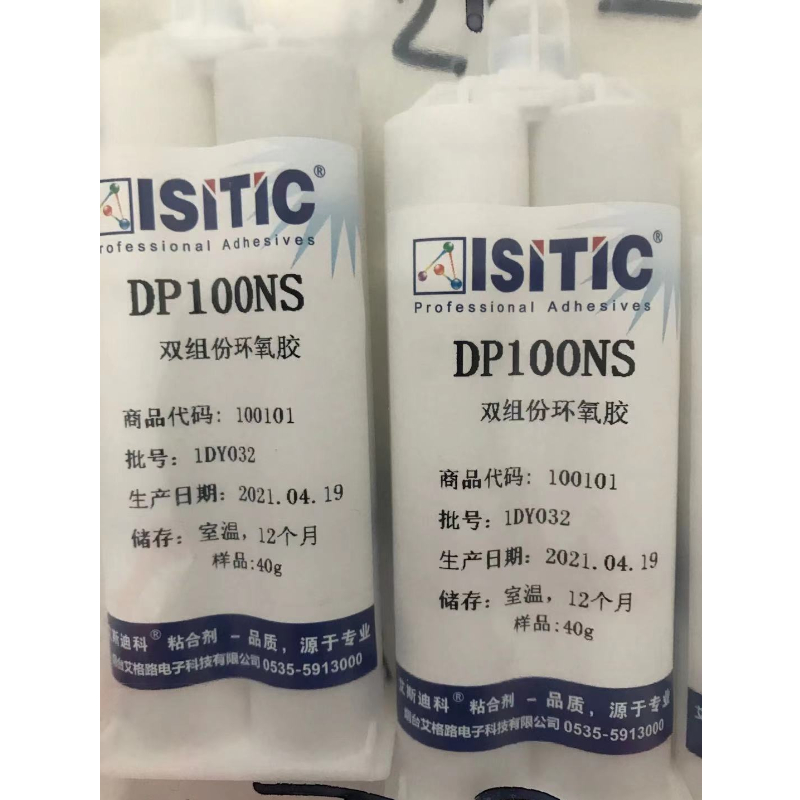 ISITIC®
rofessional Adhesives
DP100NS
双组份环氧胶
商品代码: 100101
批号: 1DY032
生产日期: 2021.04.19
储存: 室温, 12个月
样品:40g
斯迪科® 粘合剂 一品质, 源于专业
烟台艾格路电子科技有限公司 0535-5913000
ISITIC®
Professional Adhesives
DP100NS
双组份环氧胶
商品代码: 100101
批号: 1DY032
生产日期: 2021.04.19
储存: 室温, 12个月
样品:40g
艾斯迪科® 粘合剂 一品质, 源于专业
烟台艾格路电子科技有限公司 0535-5913000